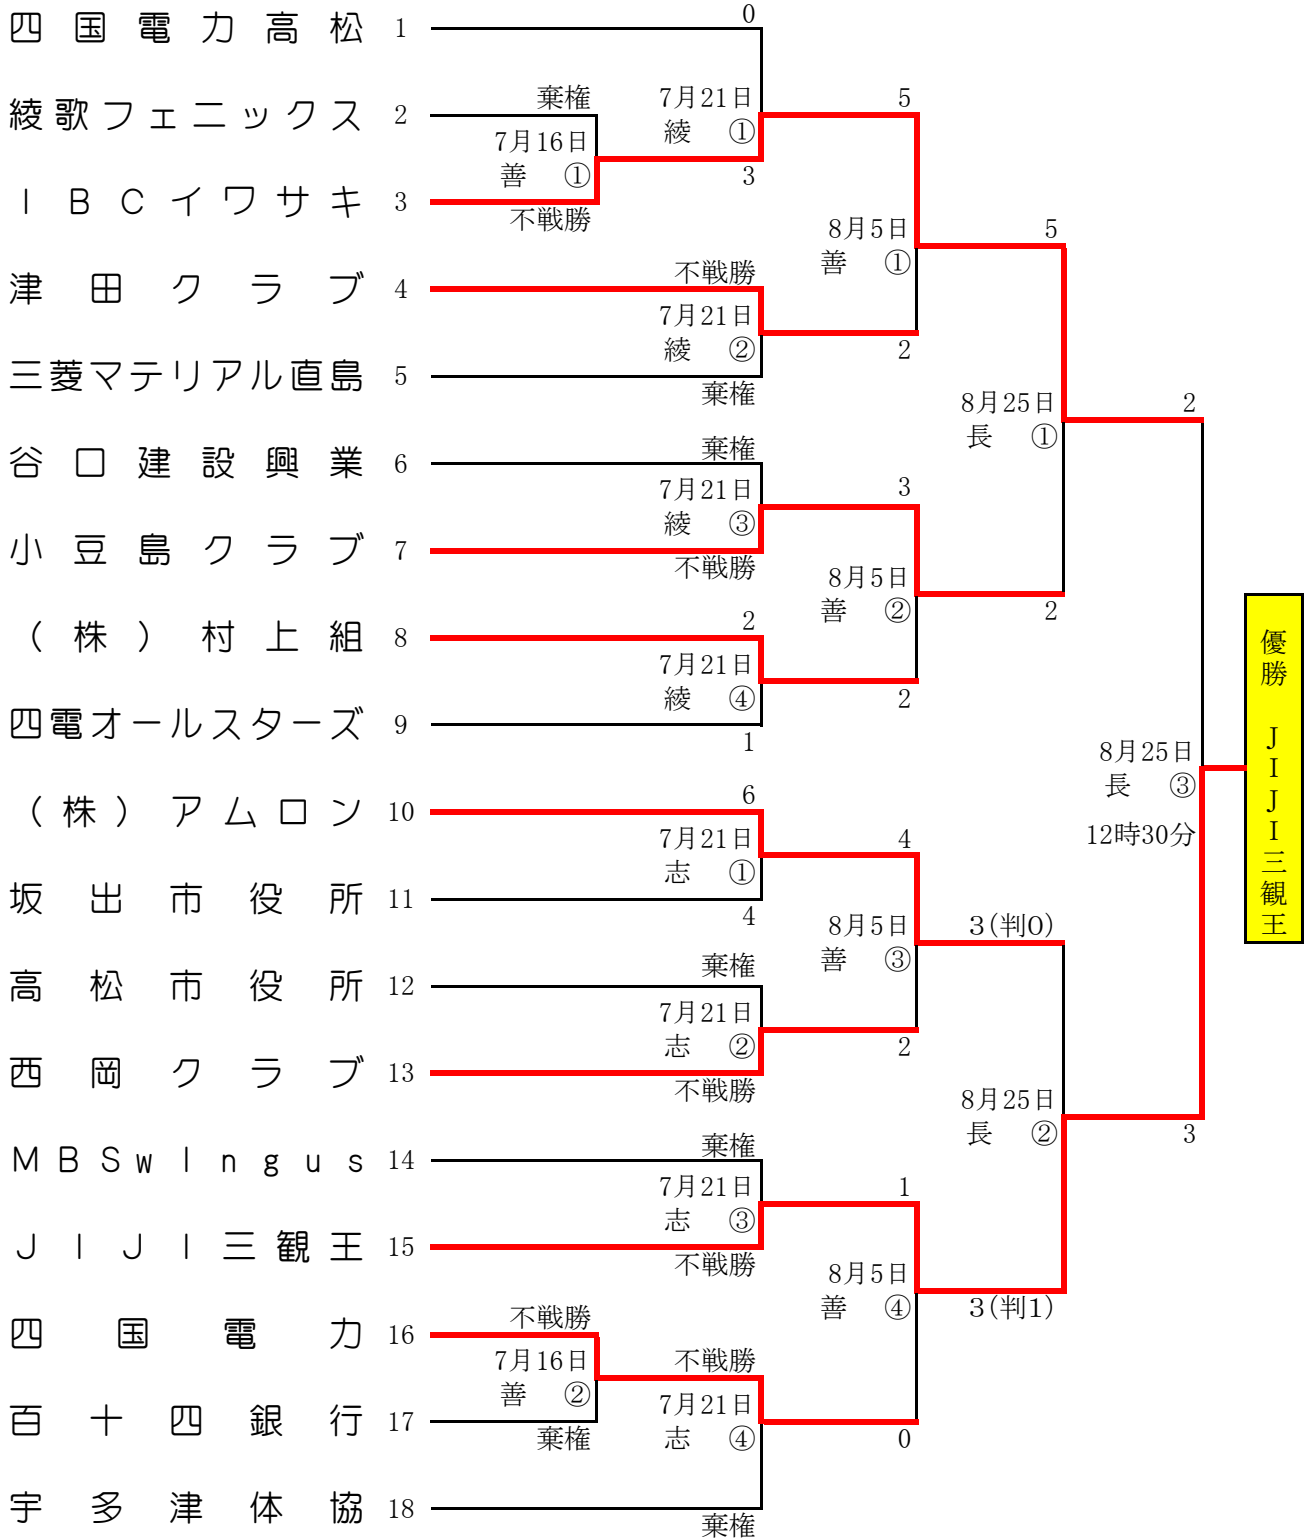 四国電力高松 1
0
綾歌フェニックス 2
棄権
7月21日
綾 ①
5
7月16日
善 ①
3
ＩＢＣイワサキ 3
不戦勝
8月5日
善 ①
5
津田クラブ 4
不戦勝
7月21日
綾 ②
2
三菱マテリアル直島 5
棄権
8月25日
長 ①
2
谷口建設興業 6
棄権
7月21日
綾 ③
3
小豆島クラブ 7
不戦勝
8月5日
善 ②
2
（株）村上組 8
2
7月21日
綾 ④
2
四電オールスターズ 9
1
8月25日
長 ③
12時30分
優勝 ＪＩＪＩ三観王
（株）アムロン 10
6
7月21日
志 ①
4
坂出市役所 11
4
8月5日
善 ③
3(判0)
高松市役所 12
棄権
7月21日
志 ②
2
西岡クラブ 13
不戦勝
8月25日
長 ②
3
ＭＢＳｗＩｎｇｕｓ 14
棄権
7月21日
志 ③
1
ＪＩＪＩ三観王 15
不戦勝
8月5日
善 ④
3(判1)
四国電力 16
不戦勝
7月16日
善 ②
不戦勝
7月21日
志 ④
0
百十四銀行 17
棄権
宇多津体協 18
棄権